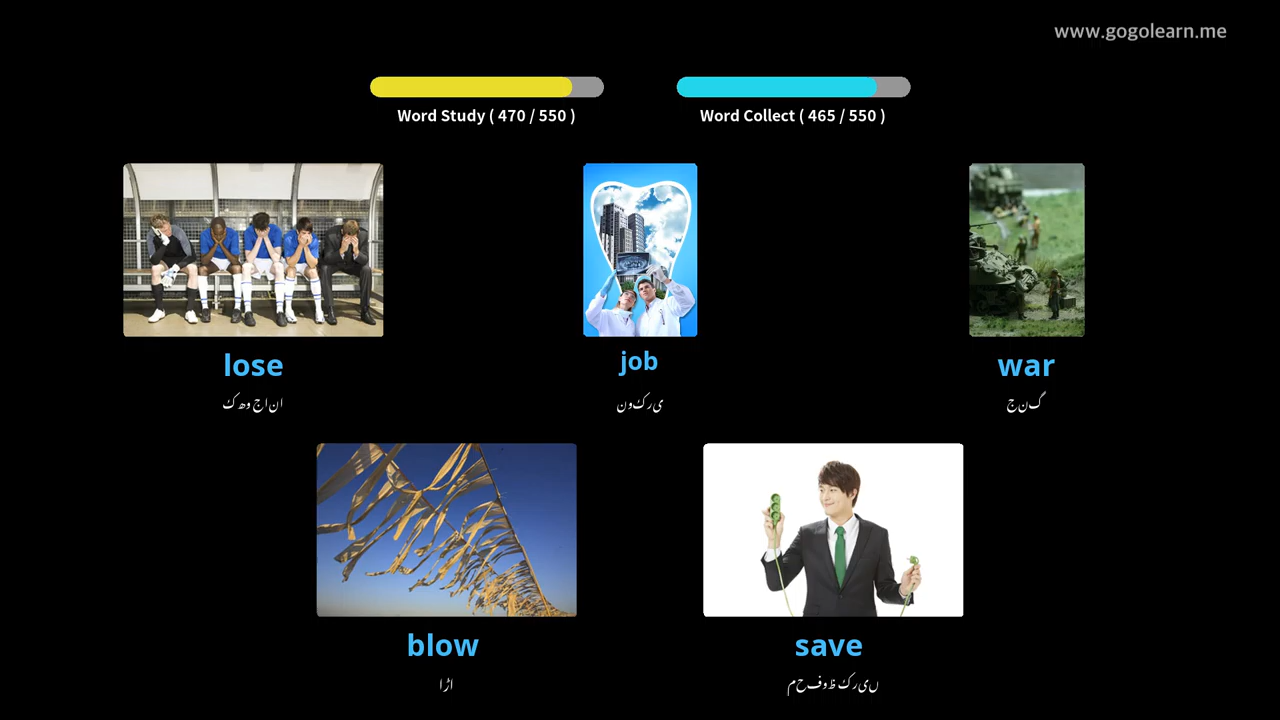 www.gogolearn.me
Word Study ( 470 / 550 )
Word Collect ( 465 / 550 )
lose
job
war
کھو جانا
نوکری
جنگ
blow
save
اڑا
محفوظ کریں